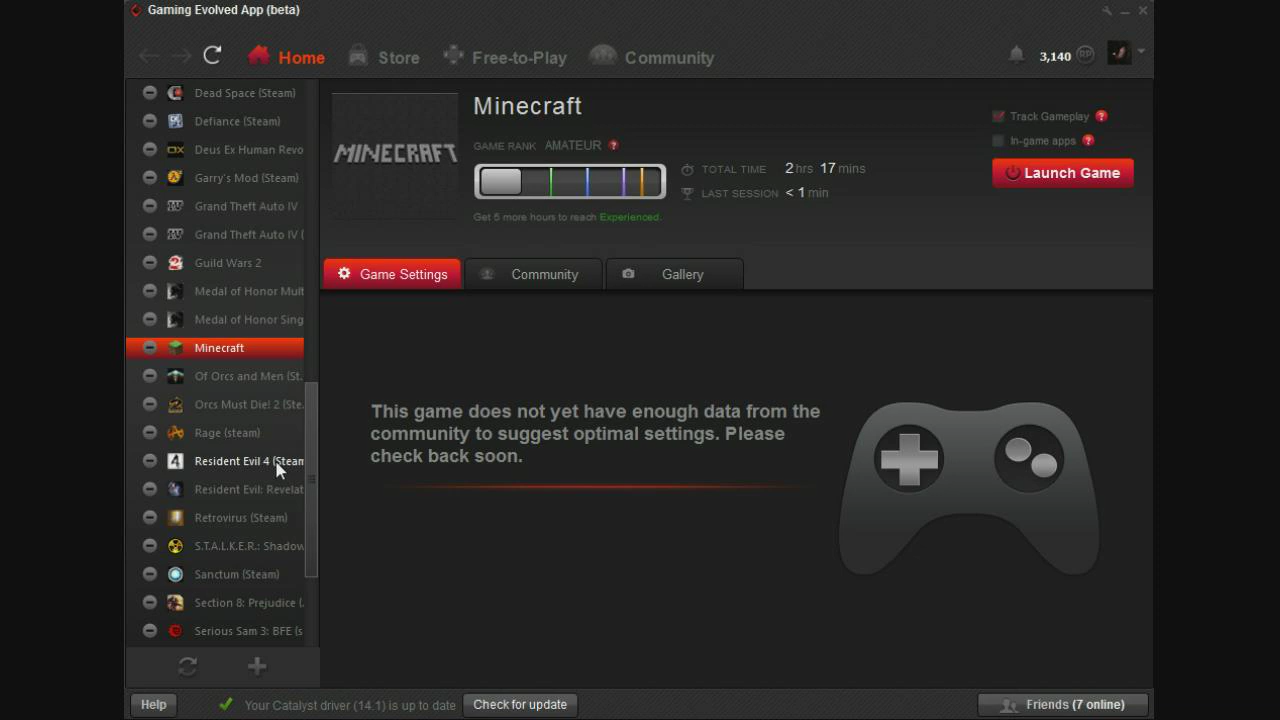 Gaming Evolved App (beta)
Home
Store
Free-to-Play
Community
3,140
RP
Dead Space (Steam)
Defiance (Steam)
Deus Ex Human Revo
Garry's Mod (Steam)
Grand Theft Auto IV
Grand Theft Auto IV (
Guild Wars 2
Medal of Honor Mult
Medal of Honor Sing
Minecraft
Of Orcs and Men (St.
Orcs Must Die! 2 (Ste.
Rage (steam)
Resident Evil 4 (Steam
Resident Evil: Revelat
Retrovirus (Steam)
S.T.A.L.K.E.R.: Shadow
Sanctum (Steam)
Section 8: Prejudice (.
Serious Sam 3: BFE (s
MINECRAFT
Minecraft
GAME RANK AMATEUR ?
Get 5 more hours to reach Experienced.
TOTAL TIME 2 hrs 17 mins
LAST SESSION < 1 min
Track Gameplay ?
In-game apps ?
Launch Game
Game Settings
Community
Gallery
This game does not yet have enough data from the
community to suggest optimal settings. Please
check back soon.
Help
Your Catalyst driver (14.1) is up to date
Check for update
Friends (7 online)